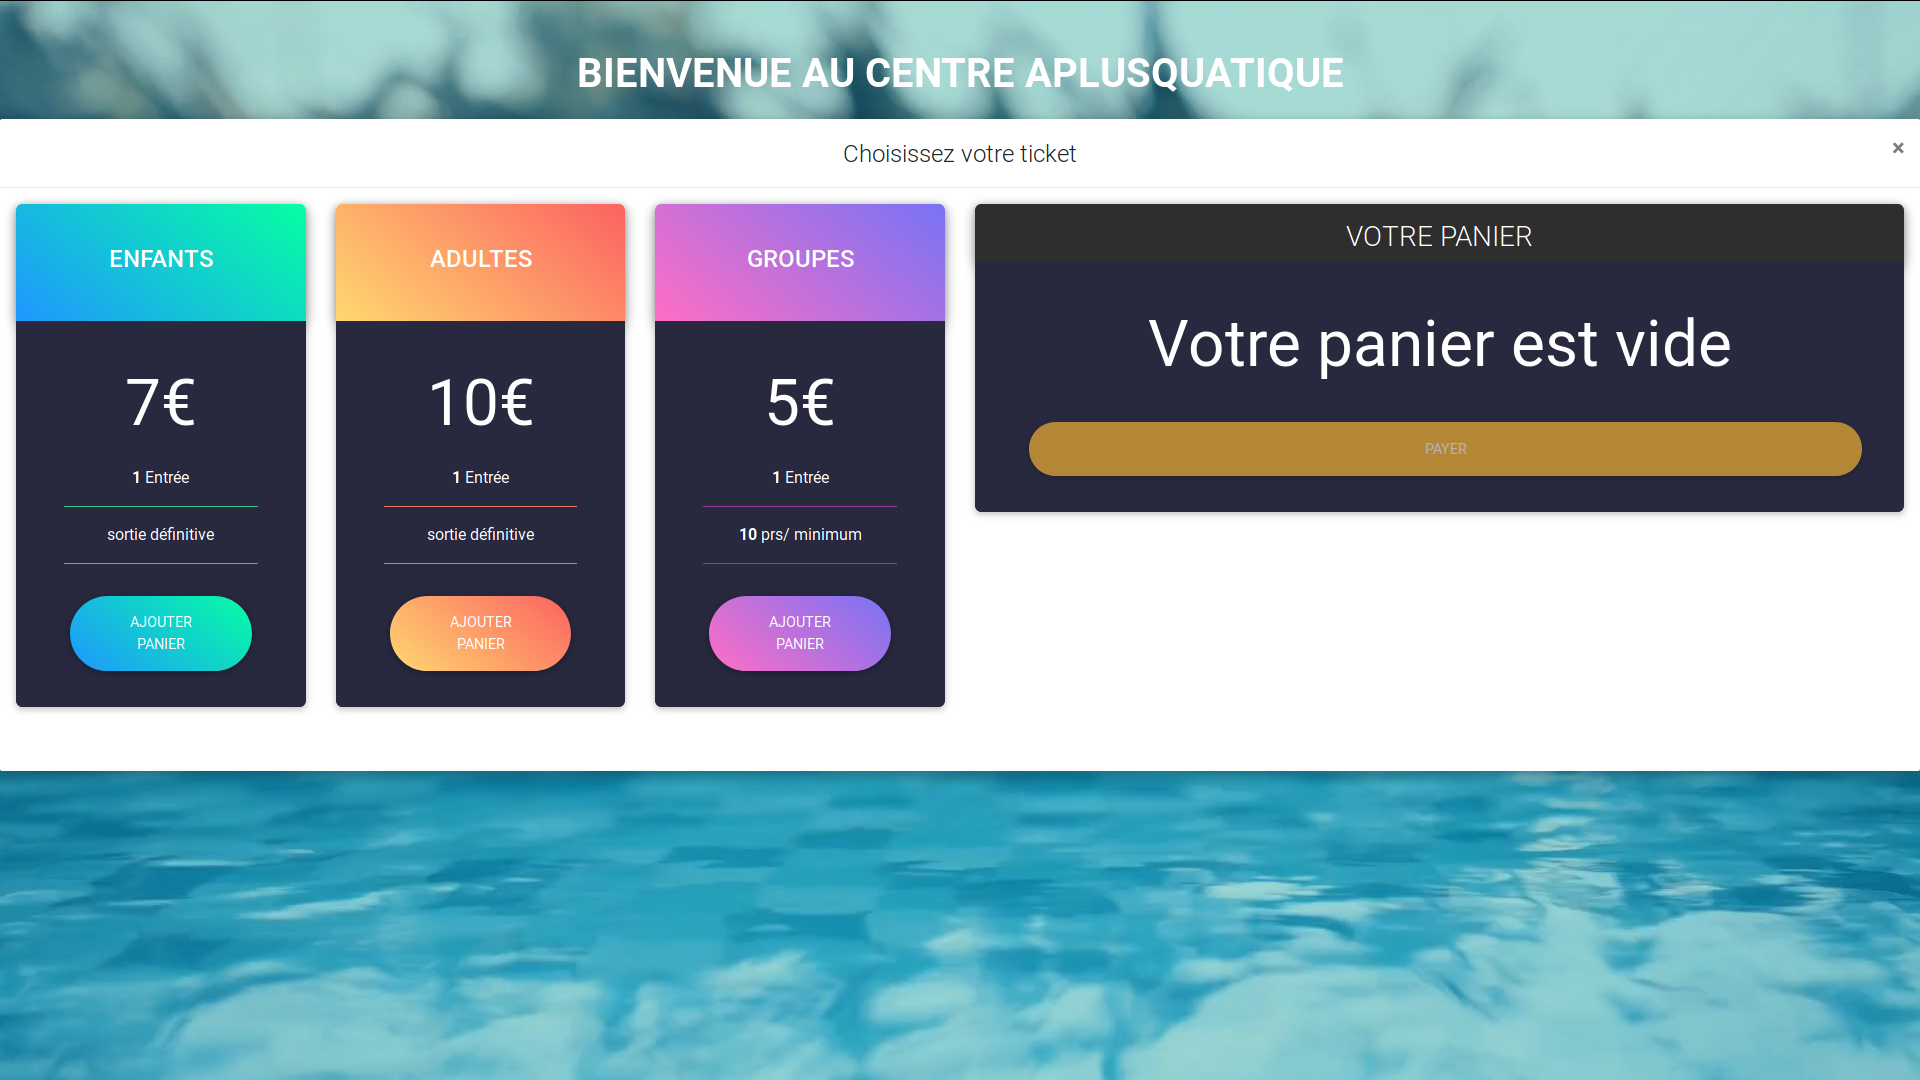 BIENVENUE AU CENTRE APLUSQUATIQUE
Choisissez votre ticket
×
ENFANTS
7€
1 Entrée
sortie définitive
AJOUTER
PANIER
ADULTES
10€
1 Entrée
sortie définitive
AJOUTER
PANIER
GROUPES
5€
1 Entrée
10 prs/ minimum
AJOUTER
PANIER
VOTRE PANIER
Votre panier est vide
PAYER